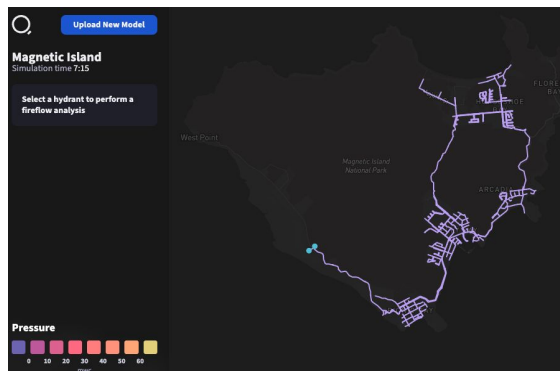 Upload New Model
Magnetic Island
Simulation time 7:15
Select a hydrant to perform a
fireflow analysis
West Point
Magnetic Island
National Park
Pressure
0 10 20 30 40 50 60